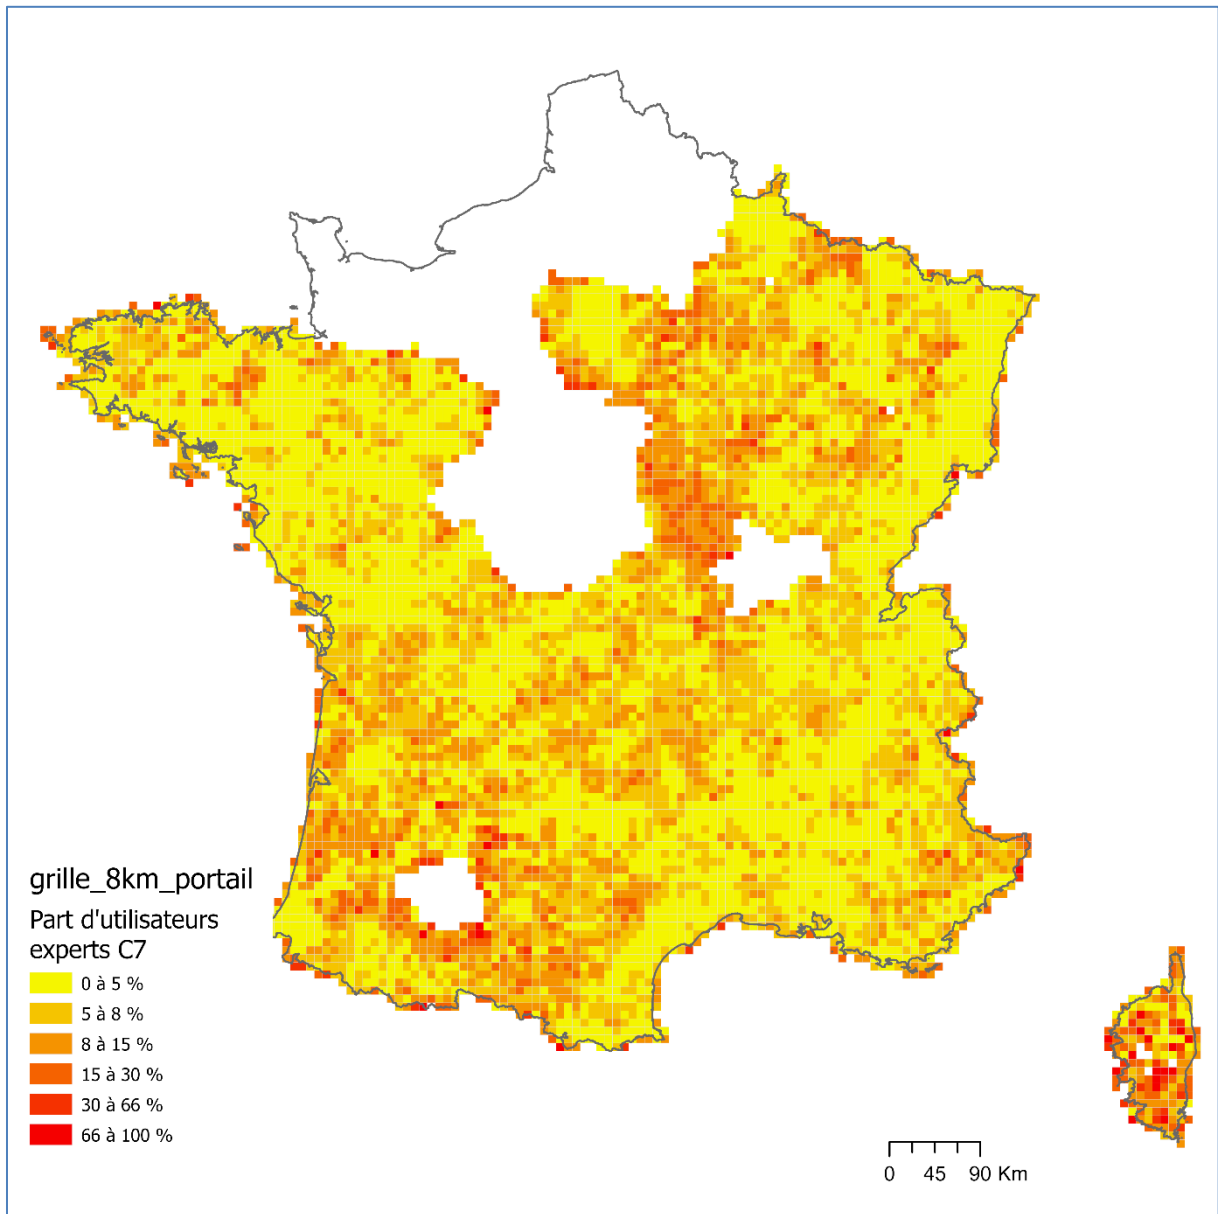 grille_8km_portail
Part d'utilisateurs
experts C7
0 à 5 %
5 à 8 %
8 à 15 %
15 à 30 %
30 à 66 %
66 à 100 %
0 45 90 Km